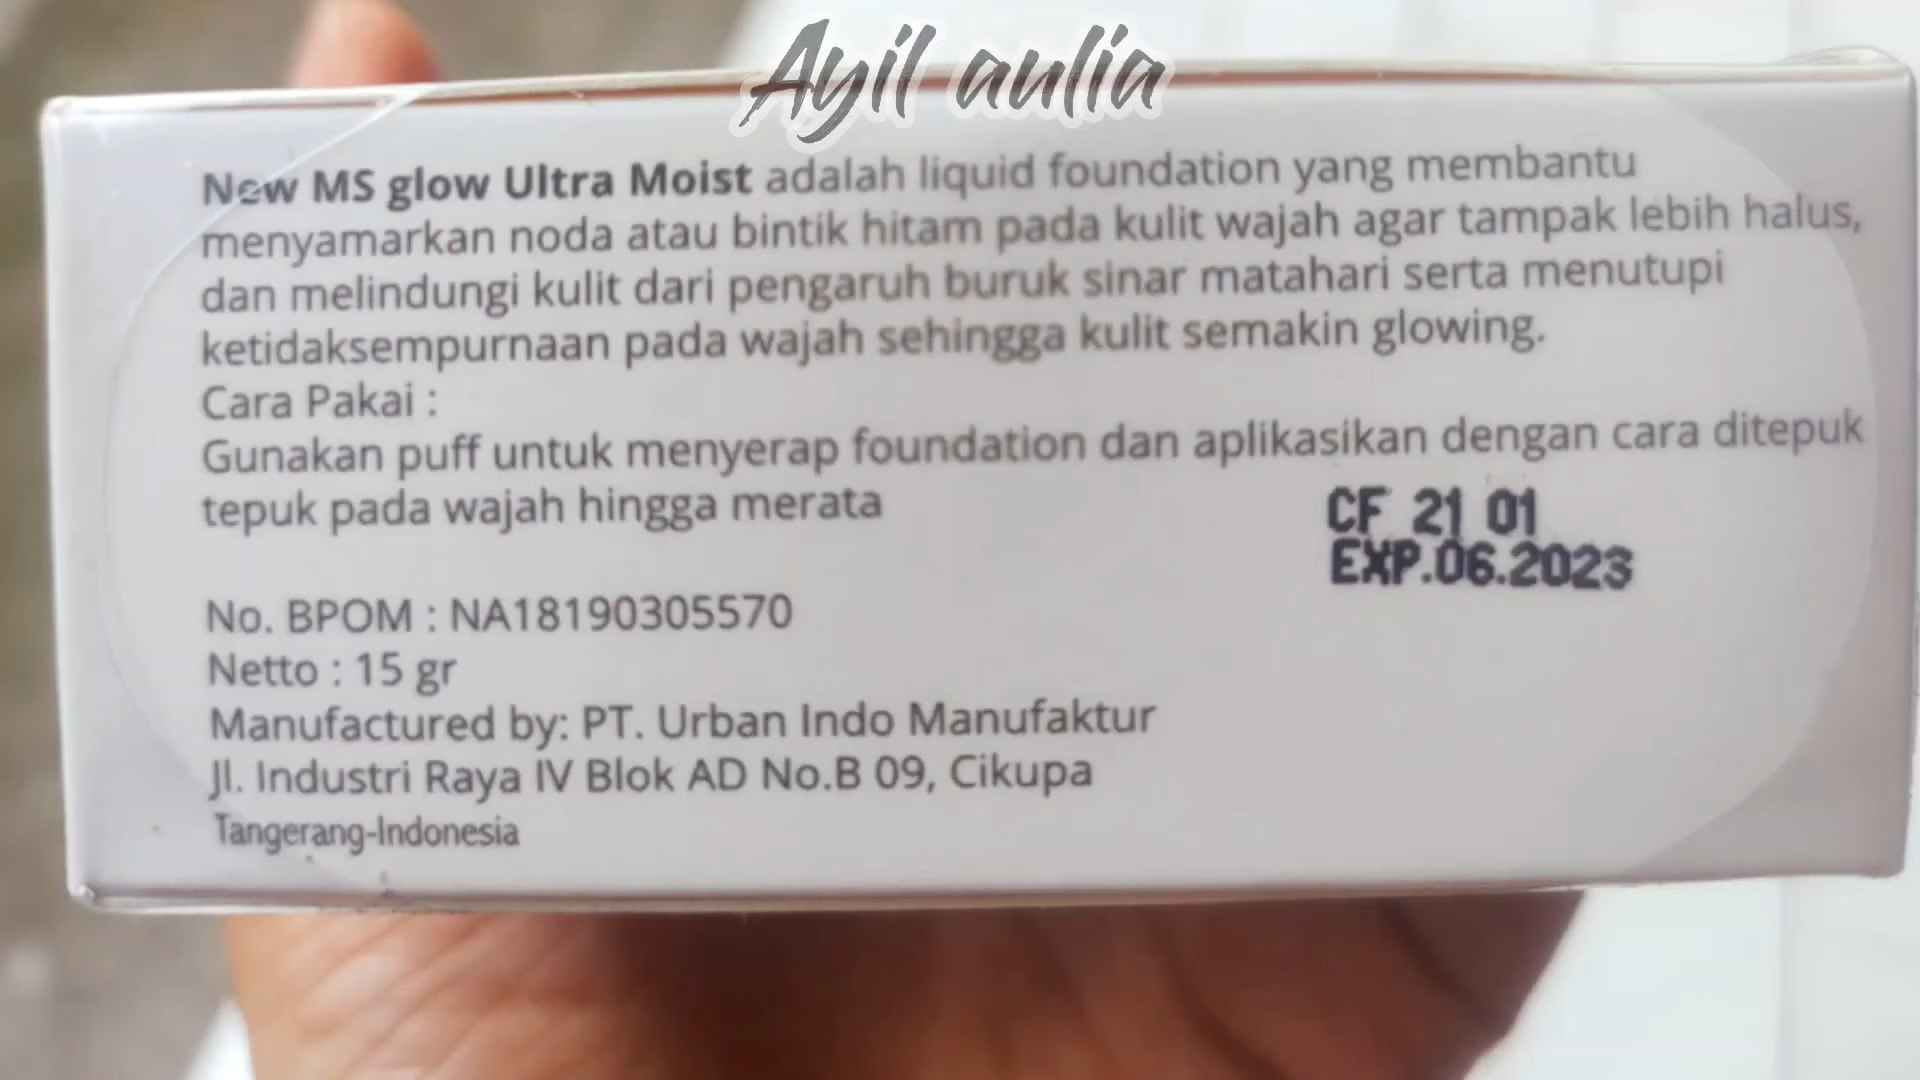 Ayil aulia
New MS glow Ultra Moist adalah liquid foundation yang membantu
menyamarkan noda atau bintik hitam pada kulit wajah agar tampak lebih halus,
dan melindungi kulit dari pengaruh buruk sinar matahari serta menutupi
ketidaksempurnaan pada wajah sehingga kulit semakin glowing.
Cara Pakai :
Gunakan puff untuk menyerap foundation dan aplikasikan dengan cara ditepuk
tepuk pada wajah hingga merata
CF 21 01
EXP.06.2023
No. BPOM : NA18190305570
Netto : 15 gr
Manufactured by: PT. Urban Indo Manufaktur
Jl. Industri Raya IV Blok AD No.B 09, Cikupa
Tangerang-Indonesia